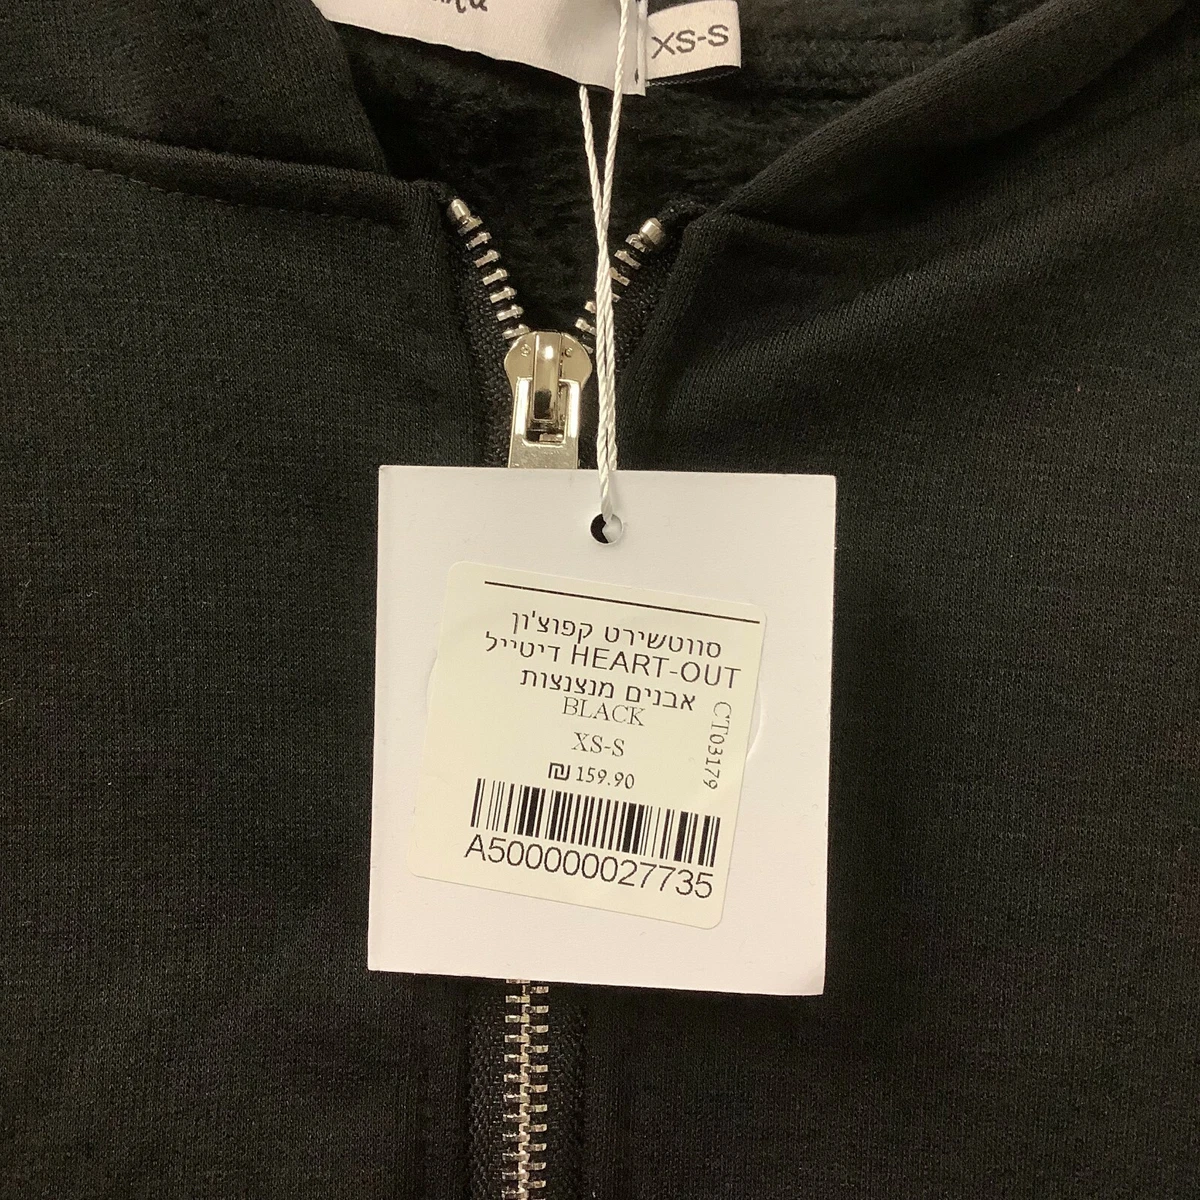 XS-S
סווטשירט קפוצ'ון
HEART-OUT דיטייל
אבנים מנצנצות
BLACK
XS-S
₪ 159.90
CT03179
A500000027735